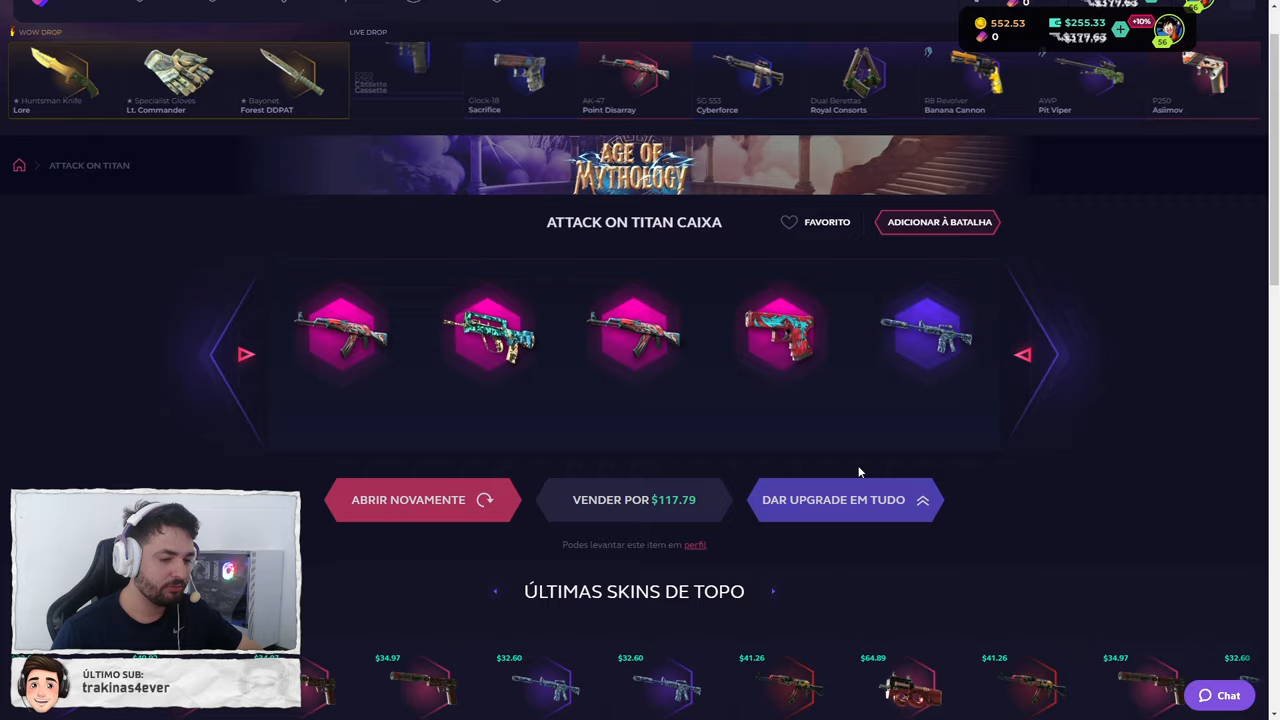 0
552.53
$255.33
+10%
0
56
WOW DROP
LIVE DROP
★ Huntsman Knife
Lore
★ Specialist Gloves
Lt. Commander
★ Bayonet
Forest DDPAT
Cassette
Glock-18
Sacrifice
AK-47
Point Disarray
SG 553
Cyberforce
Dual Berettas
Royal Consorts
R8 Revolver
Banana Cannon
AWP
Pit Viper
P250
Asiimov
ATTACK ON TITAN
AGE OF
MYTHOLOGY
ATTACK ON TITAN CAIXA
FAVORITO
ADICIONAR À BATALHA
ABRIR NOVAMENTE
VENDER POR $117.79
DAR UPGRADE EM TUDO
Podes levantar este item em perfil
ÚLTIMAS SKINS DE TOPO
$34.97
$32.60
$32.60
$41.26
$64.89
$41.26
$34.97
$32.60
ÚLTIMO SUB:
trakinas4ever
Chat